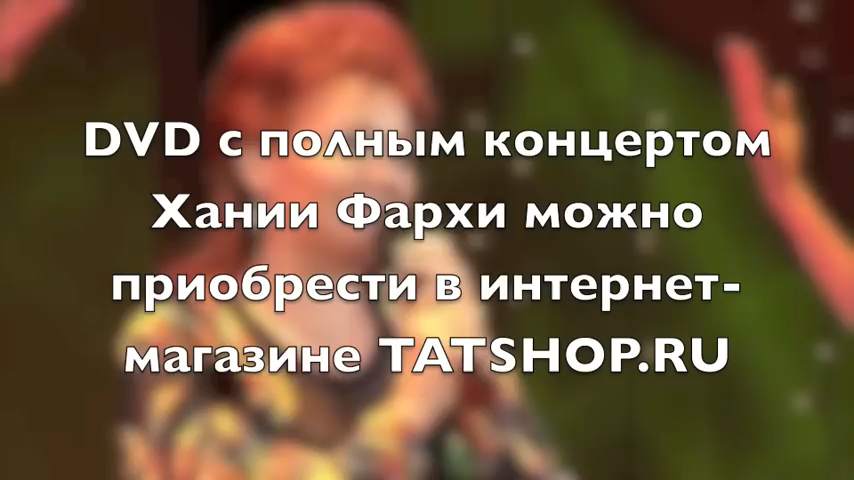 DVD с полным концертом
Хании Фархи можно
приобрести в интернет-
магазине TATSHOP.RU